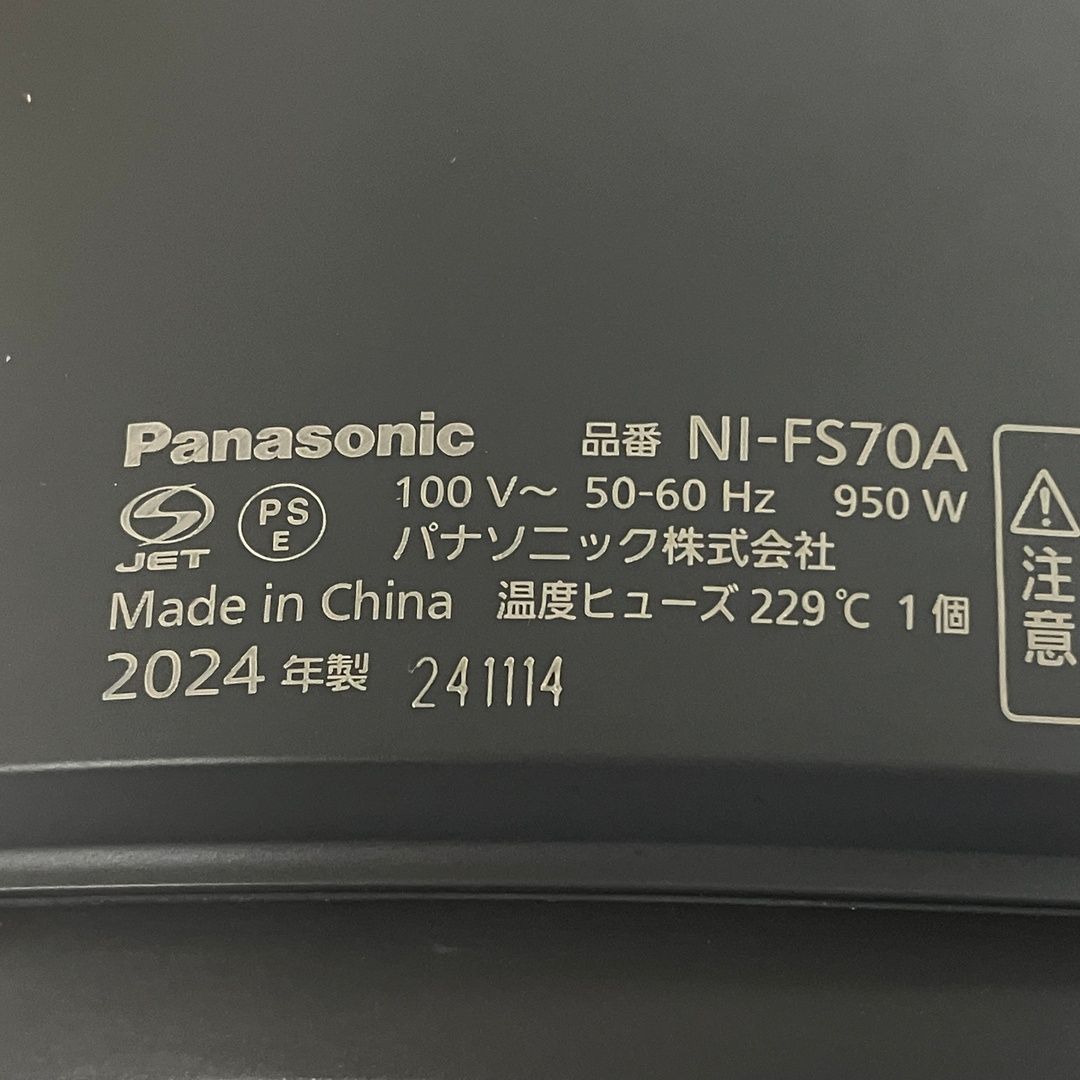 Panasonic 品番 NI-FS70A
100 V～ 50-60 Hz 950 W
PS
E
JET
パナソニック株式会社
Made in China 温度ヒューズ 229℃ 1個
2024 年製 241114
注意